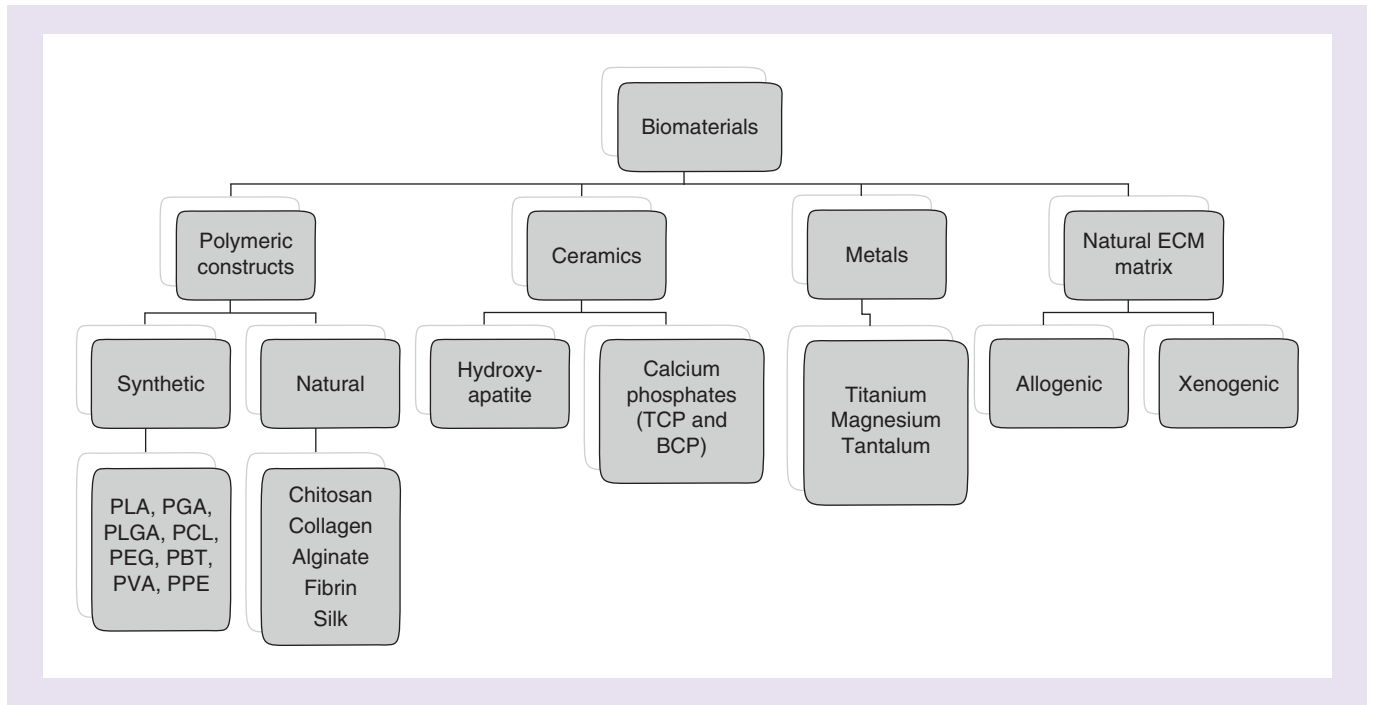 Biomaterials
Polymeric
constructs
Ceramics
Metals
Natural ECM
matrix
Synthetic
Natural
Hydroxy-
apatite
Calcium
phosphates
(TCP and
BCP)
Titanium
Magnesium
Tantalum
Allogenic
Xenogenic
PLA, PGA,
PLGA, PCL,
PEG, PBT,
PVA, PPE
Chitosan
Collagen
Alginate
Fibrin
Silk